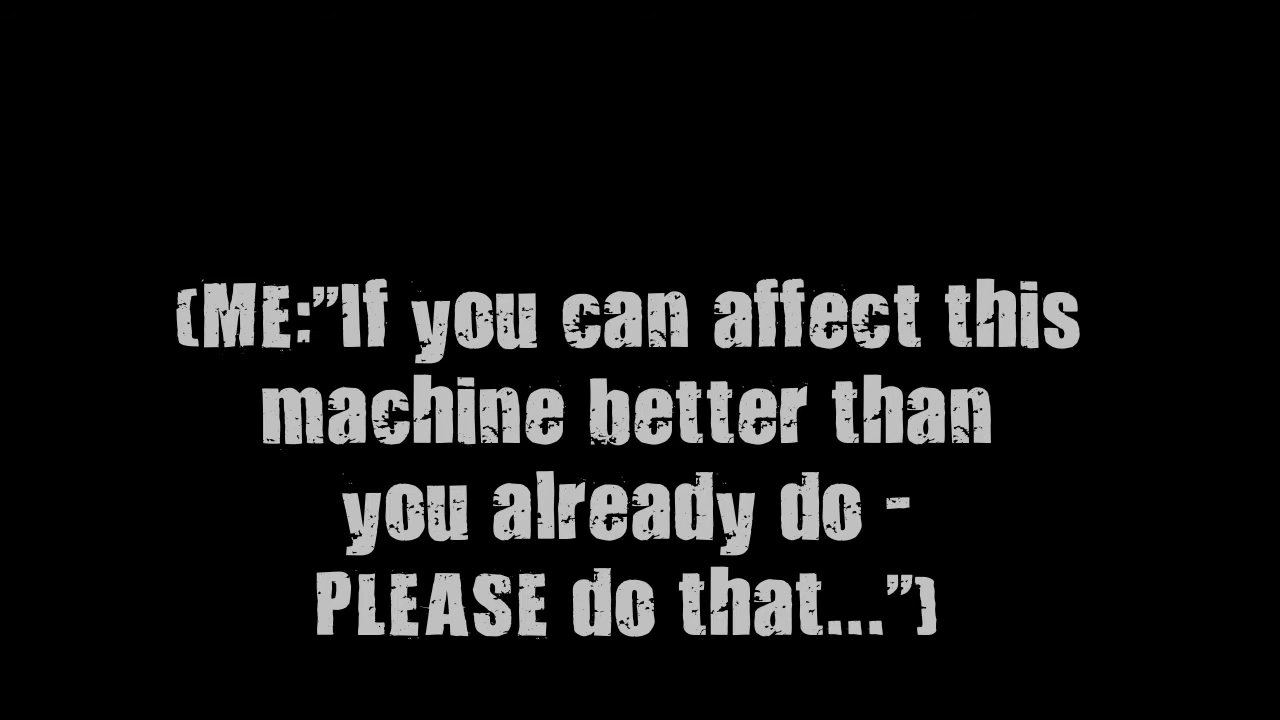 (ME:”If you can affect this
machine better than
you already do -
PLEASE do that...”)